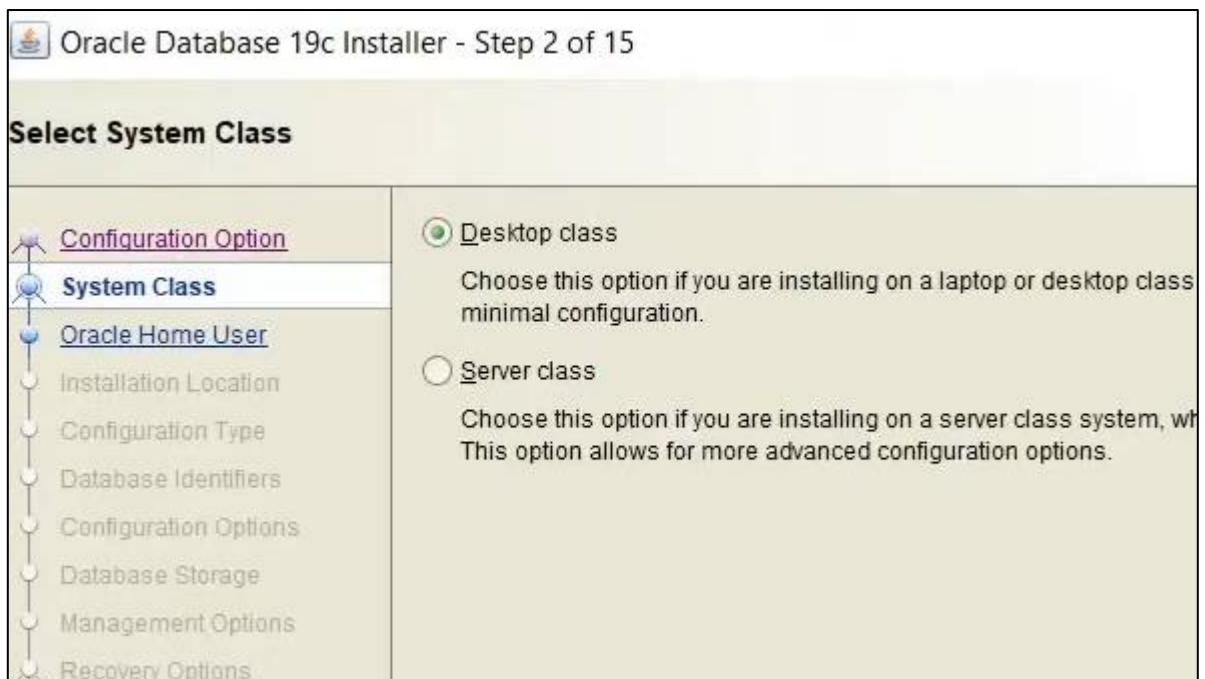 Oracle Database 19c Installer - Step 2 of 15
Select System Class
Configuration Option
System Class
Oracle Home User
Installation Location
Configuration Type
Database Identifiers
Configuration Options
Database Storage
Management Options
Recovery Options
Desktop class
Choose this option if you are installing on a laptop or desktop class
minimal configuration.
Server class
Choose this option if you are installing on a server class system, wh
This option allows for more advanced configuration options.